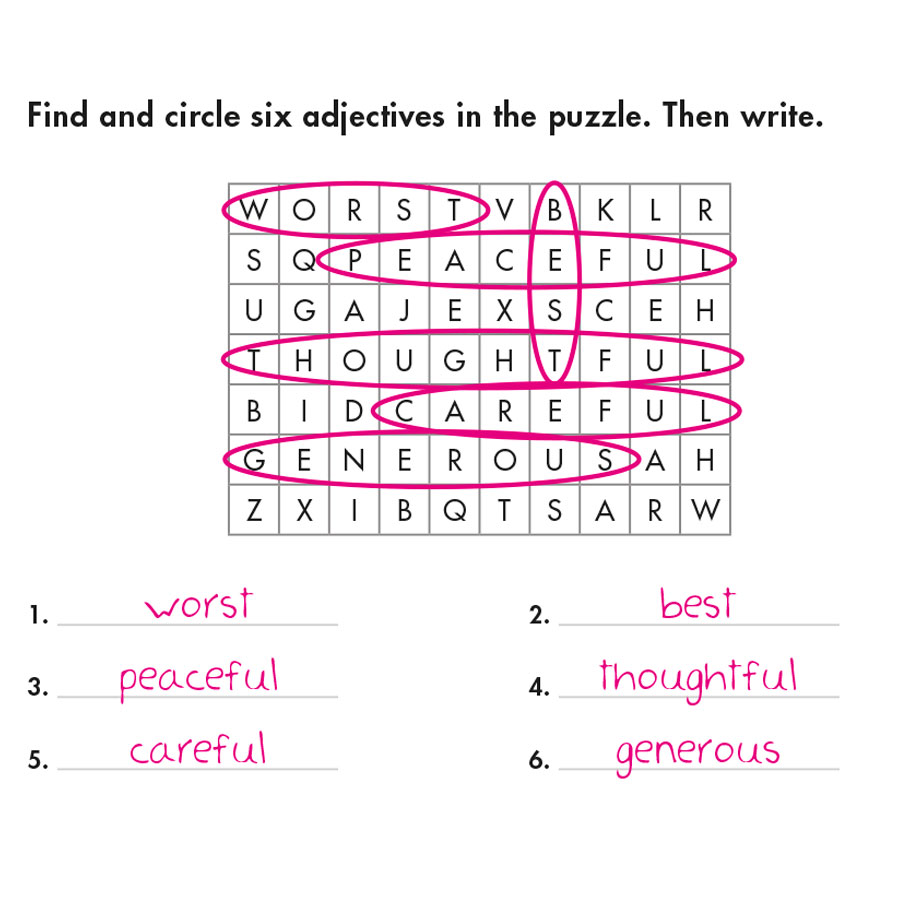 Find and circle six adjectives in the puzzle. Then write.
W O R S T V B K L R
S Q P E A C E F U L
U G A J E X S C E H
T H O U G H T F U L
B I D C A R E F U L
G E N E R O U S A H
Z X I B Q T S A R W
1. worst 2. best
3. peaceful 4. thoughtful
5. careful 6. generous